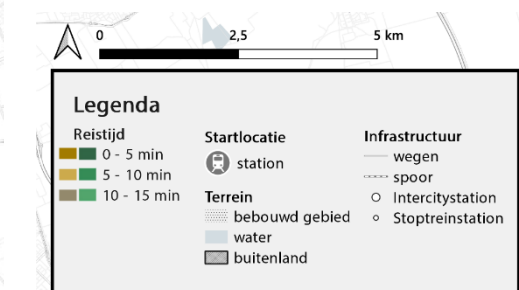 0 2,5 5 km
Legenda
Reistijd
0 - 5 min
5 - 10 min
10 - 15 min
Startlocatie
station
Terrein
bebouwd gebied
water
buitenland
Infrastructuur
wegen
spoor
Intercitystation
Stoptreinstation